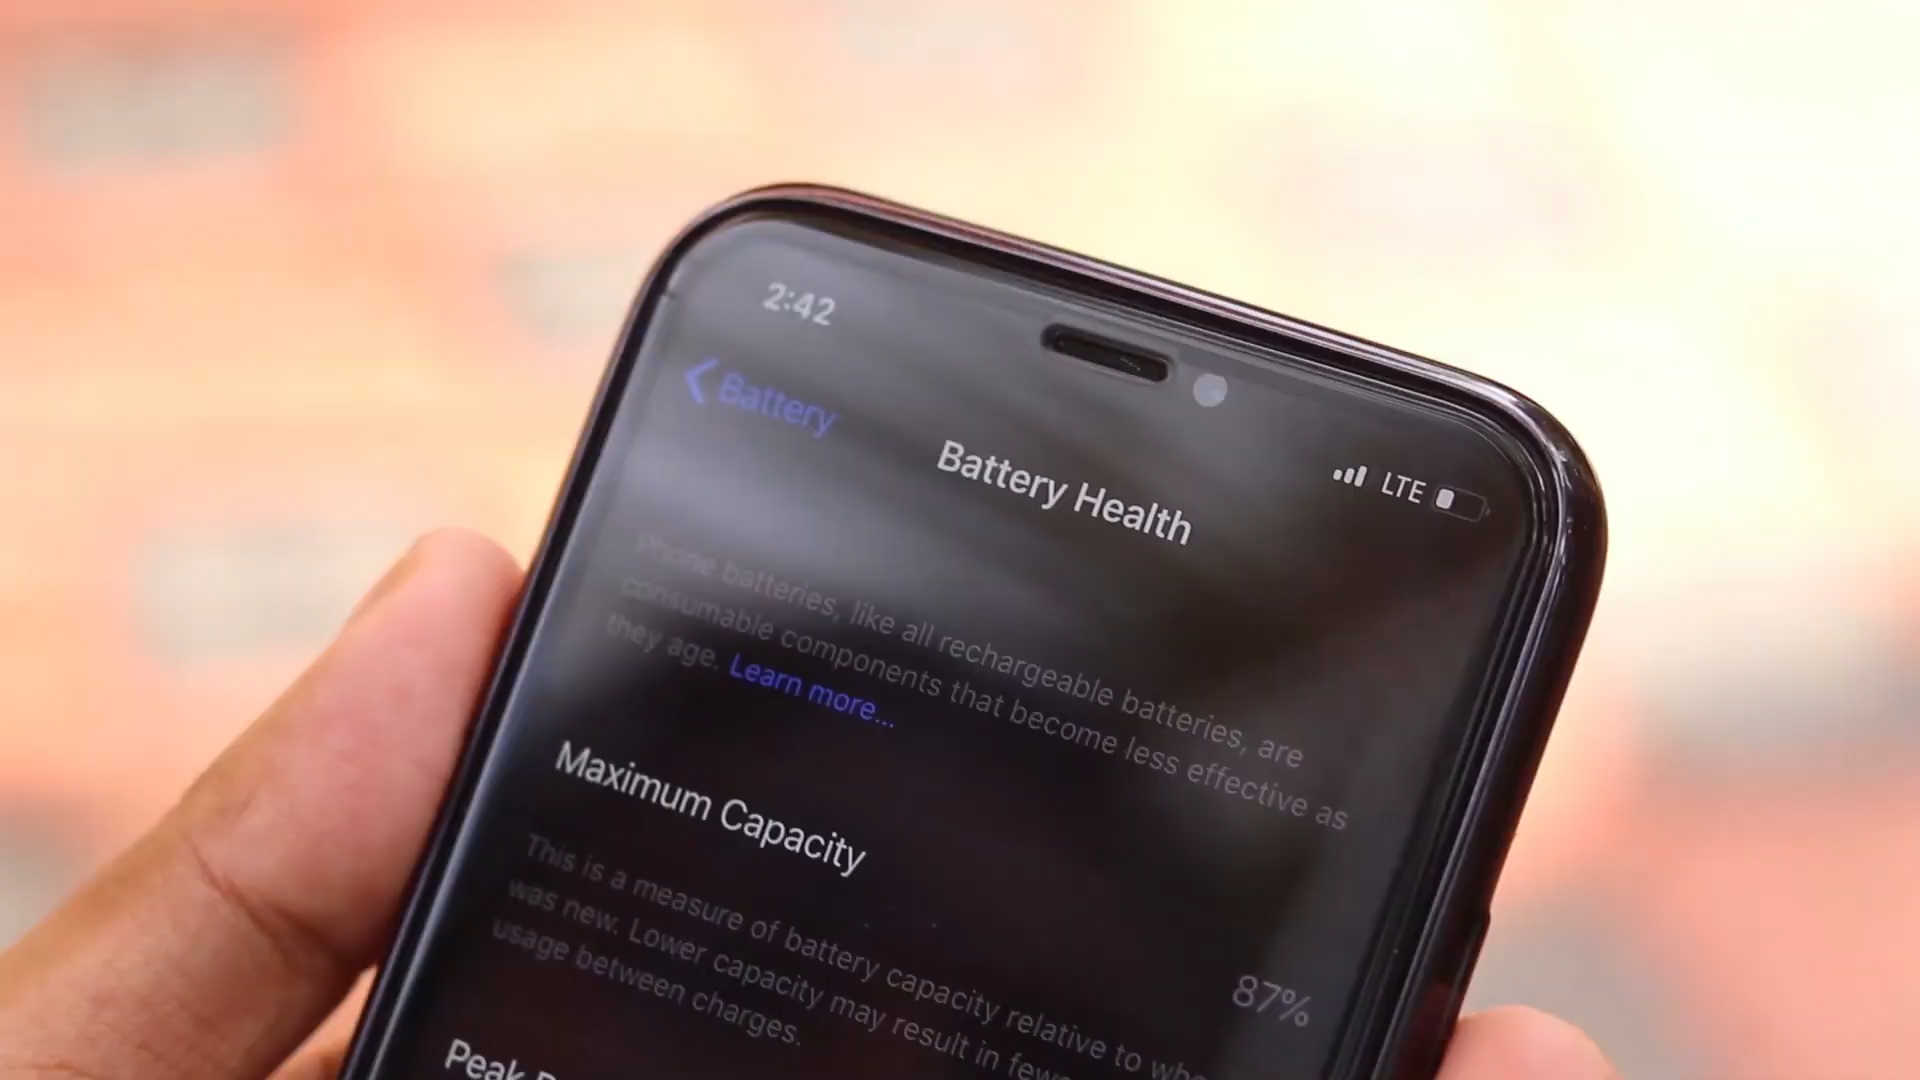 2:42
LTE
Battery
Battery Health
Phone batteries, like all rechargeable batteries, are
consumable components that become less effective as
they age. Learn more...
Maximum Capacity
87%
This is a measure of battery capacity relative to
was new. Lower capacity may result in
usage between charges.
Peak